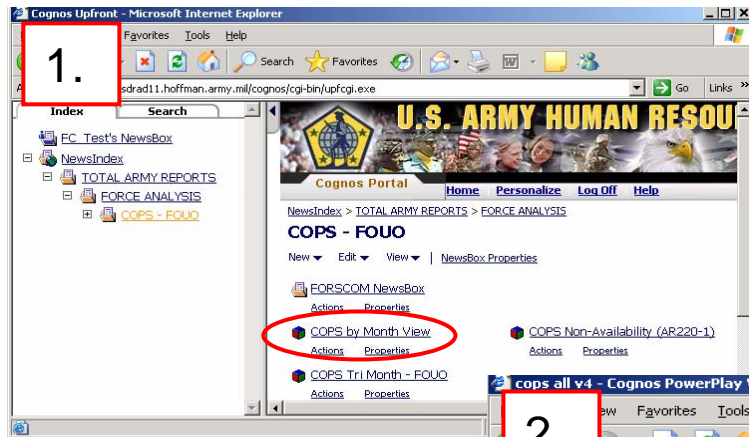 Cognos Upfront - Microsoft Internet Explorer
Favorites Tools Help
1.
Search Favorites
sdrad11.hoffman.army.mil/cognos/cgi-bin/upfcgi.exe Go Links »
Index Search
FC Test's NewsBox
NewsIndex
TOTAL ARMY REPORTS
FORCE ANALYSIS
COPS - FOUO
U.S. ARMY HUMAN RESOU
Cognos Portal
Home Personalize Log Off Help
NewsIndex > TOTAL ARMY REPORTS > FORCE ANALYSIS
COPS - FOUO
New Edit View | NewsBox Properties
FORSCOM NewsBox
Actions Properties
COPS by Month View COPS Non-Availability (AR220-1)
Actions Properties Actions Properties
COPS Tri Month - FOUO
Actions Properties
cops all v4 - Cognos PowerPlay
ew Favorites Tools
2.